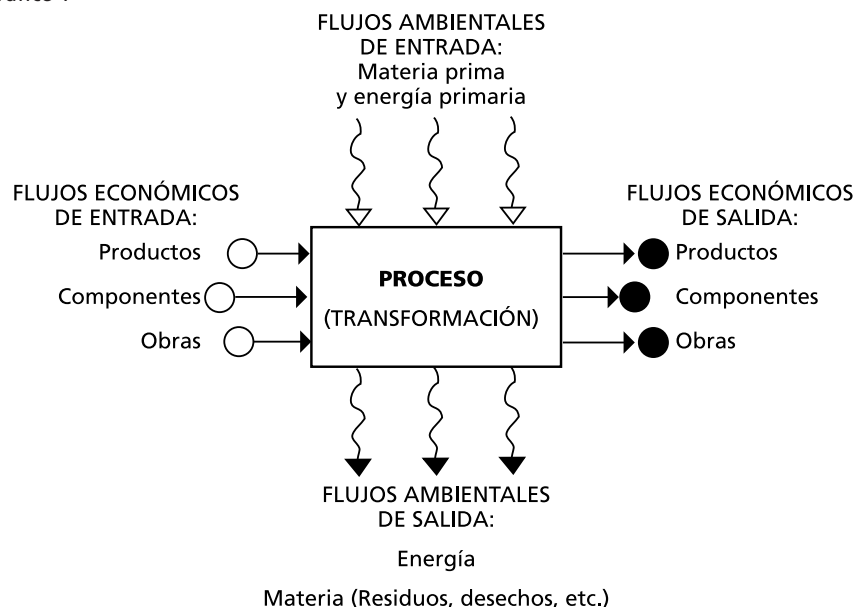 FLUJOS AMBIENTALES
DE ENTRADA:
Materia prima
y energía primaria
FLUJOS ECONÓMICOS
DE ENTRADA:
Productos
Componentes
Obras
PROCESO
(TRANSFORMACIÓN)
FLUJOS ECONÓMICOS
DE SALIDA:
Productos
Componentes
Obras
FLUJOS AMBIENTALES
DE SALIDA:
Energía
Materia (Residuos, desechos, etc.)